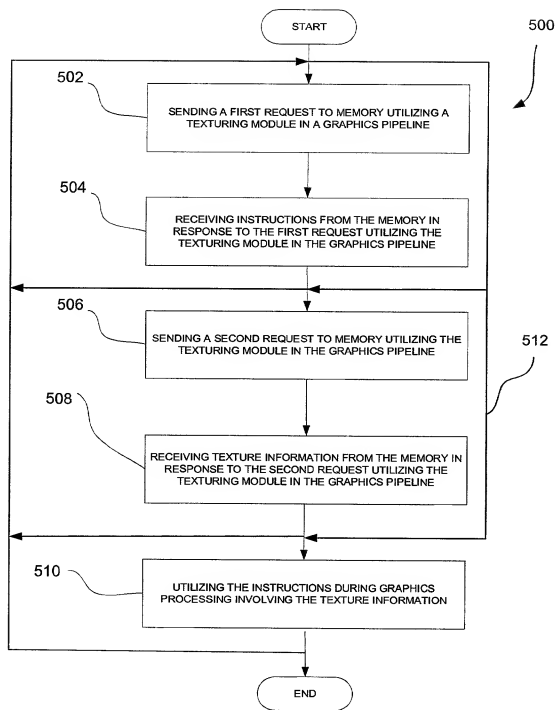 START
500
502
SENDING A FIRST REQUEST TO MEMORY UTILIZING A
TEXTURING MODULE IN A GRAPHICS PIPELINE
504
RECEIVING INSTRUCTIONS FROM THE MEMORY IN
RESPONSE TO THE FIRST REQUEST UTILIZING THE
TEXTURING MODULE IN THE GRAPHICS PIPELINE
506
SENDING A SECOND REQUEST TO MEMORY UTILIZING THE
TEXTURING MODULE IN THE GRAPHICS PIPELINE
512
508
RECEIVING TEXTURE INFORMATION FROM THE MEMORY IN
RESPONSE TO THE SECOND REQUEST UTILIZING THE
TEXTURING MODULE IN THE GRAPHICS PIPELINE
510
UTILIZING THE INSTRUCTIONS DURING GRAPHICS
PROCESSING INVOLVING THE TEXTURE INFORMATION
END